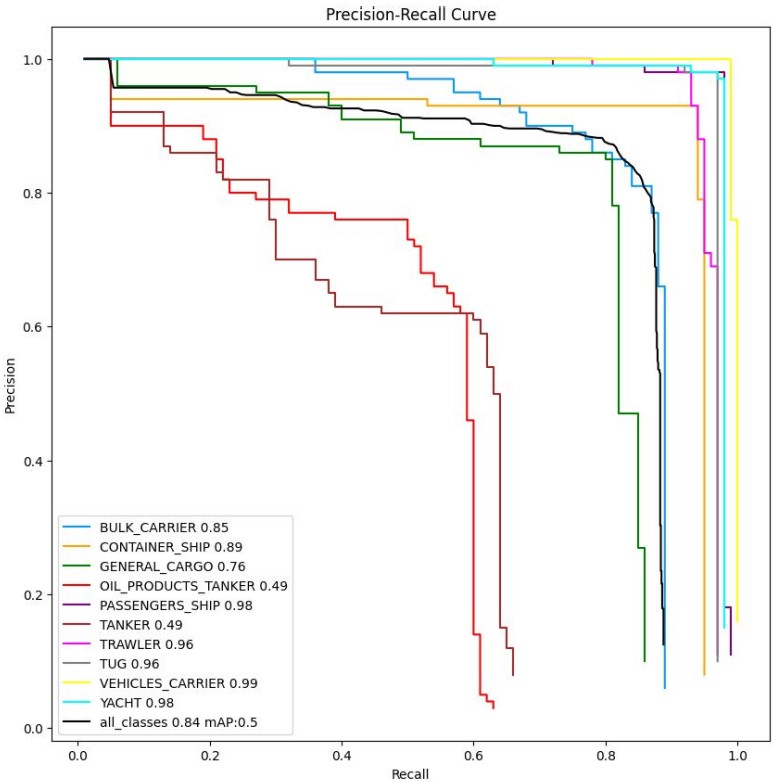 Precision-Recall Curve
1.0
0.8
0.6
0.4
0.2
0.0
Precision
BULK_CARRIER 0.85
CONTAINER_SHIP 0.89
GENERAL_CARGO 0.76
OIL_PRODUCTS_TANKER 0.49
PASSENGERS_SHIP 0.98
TANKER 0.49
TRAWLER 0.96
TUG 0.96
VEHICLES_CARRIER 0.99
YACHT 0.98
all_classes 0.84 mAP:0.5
0.0 0.2 0.4 0.6 0.8 1.0
Recall